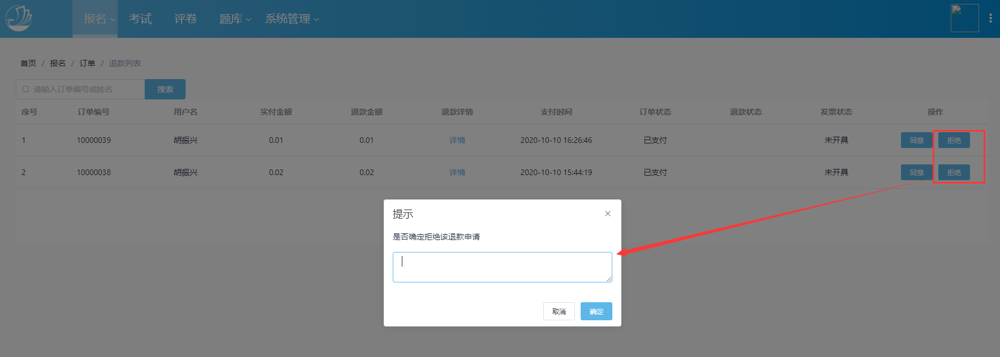 报名 考试 评卷 题库 系统管理
首页 / 报名 / 订单 / 退款列表
请输入订单编号或姓名 搜索
序号 订单编号 用户名 实付金额 退款金额 退款详情 支付时间 订单状态 退款状态 发票状态 操作
1 10000039 胡振兴 0.01 0.01 详情 2020-10-10 16:26:46 已支付 未开具 同意 拒绝
2 10000038 胡振兴 0.02 0.02 详情 2020-10-10 15:44:19 已支付 未开具 同意 拒绝
提示
是否确定拒绝该退款申请
取消 确定